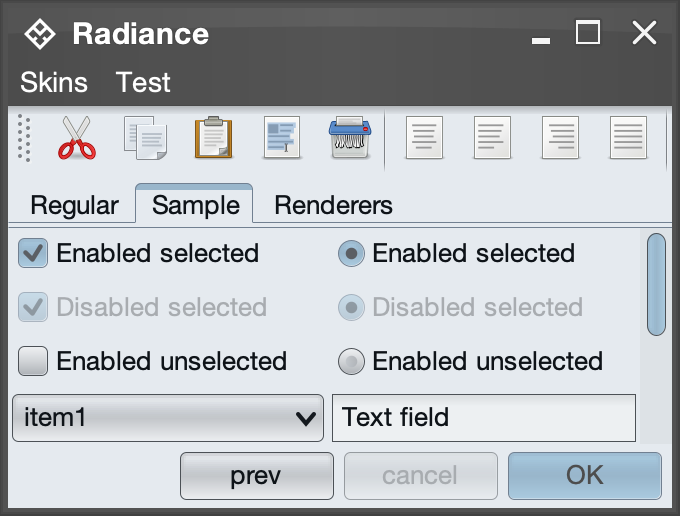 Radiance
Skins Test
Regular Sample Renderers
Enabled selected Enabled selected
Disabled selected Disabled selected
Enabled unselected Enabled unselected
item1 Text field
prev cancel OK